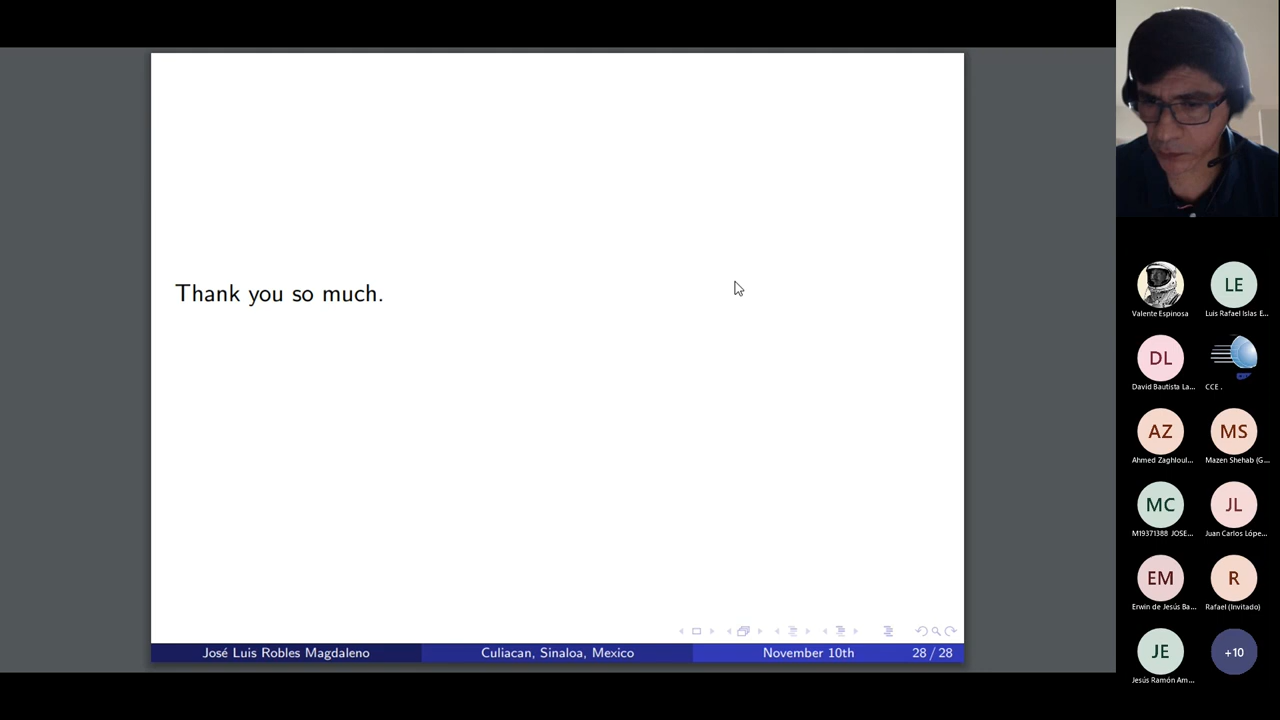 Thank you so much.
José Luis Robles Magdaleno
Culiacan, Sinaloa, Mexico
November 10th
28 / 28
Valente Espinosa
LE
Luis Rafael Islas E...
DL
David Bautista La...
CCE .
AZ
Ahmed Zaghloul...
MS
Mazen Shehab (G...
MC
M19371388 JOSE...
JL
Juan Carlos Lópe...
EM
Erwin de Jesús Ba...
R
Rafael (Invitado)
JE
Jesús Ramón Am...
+10